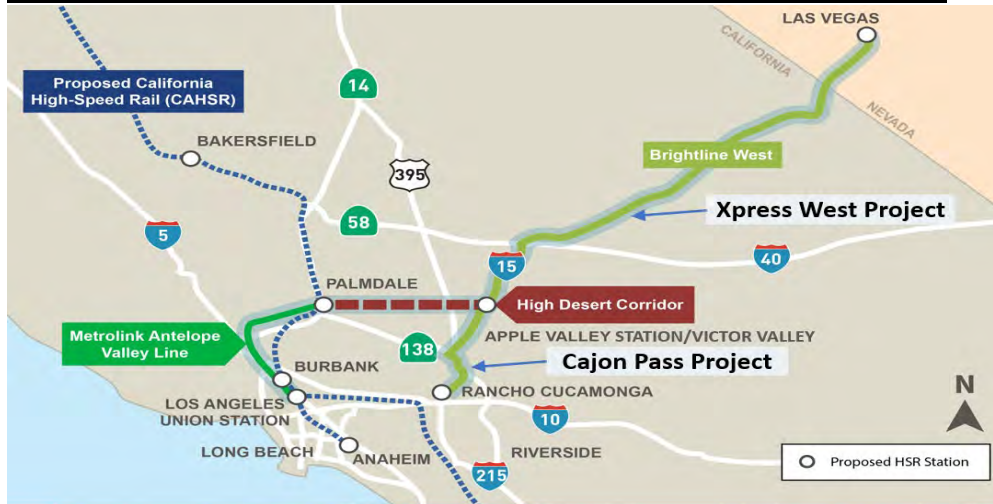 LAS VEGAS
CALIFORNIA
NEVADA
Proposed California
High-Speed Rail (CAHSR)
14
BAKERSFIELD
395
Brightline West
Xpress West Project
58
5
15
40
PALMDALE
High Desert Corridor
Metrolink Antelope
Valley Line
APPLE VALLEY STATION/VICTOR VALLEY
138
Cajon Pass Project
BURBANK
RANCHO CUCAMONGA
N
LOS ANGELES
UNION STATION
10
LONG BEACH
ANAHEIM
RIVERSIDE
215
Proposed HSR Station